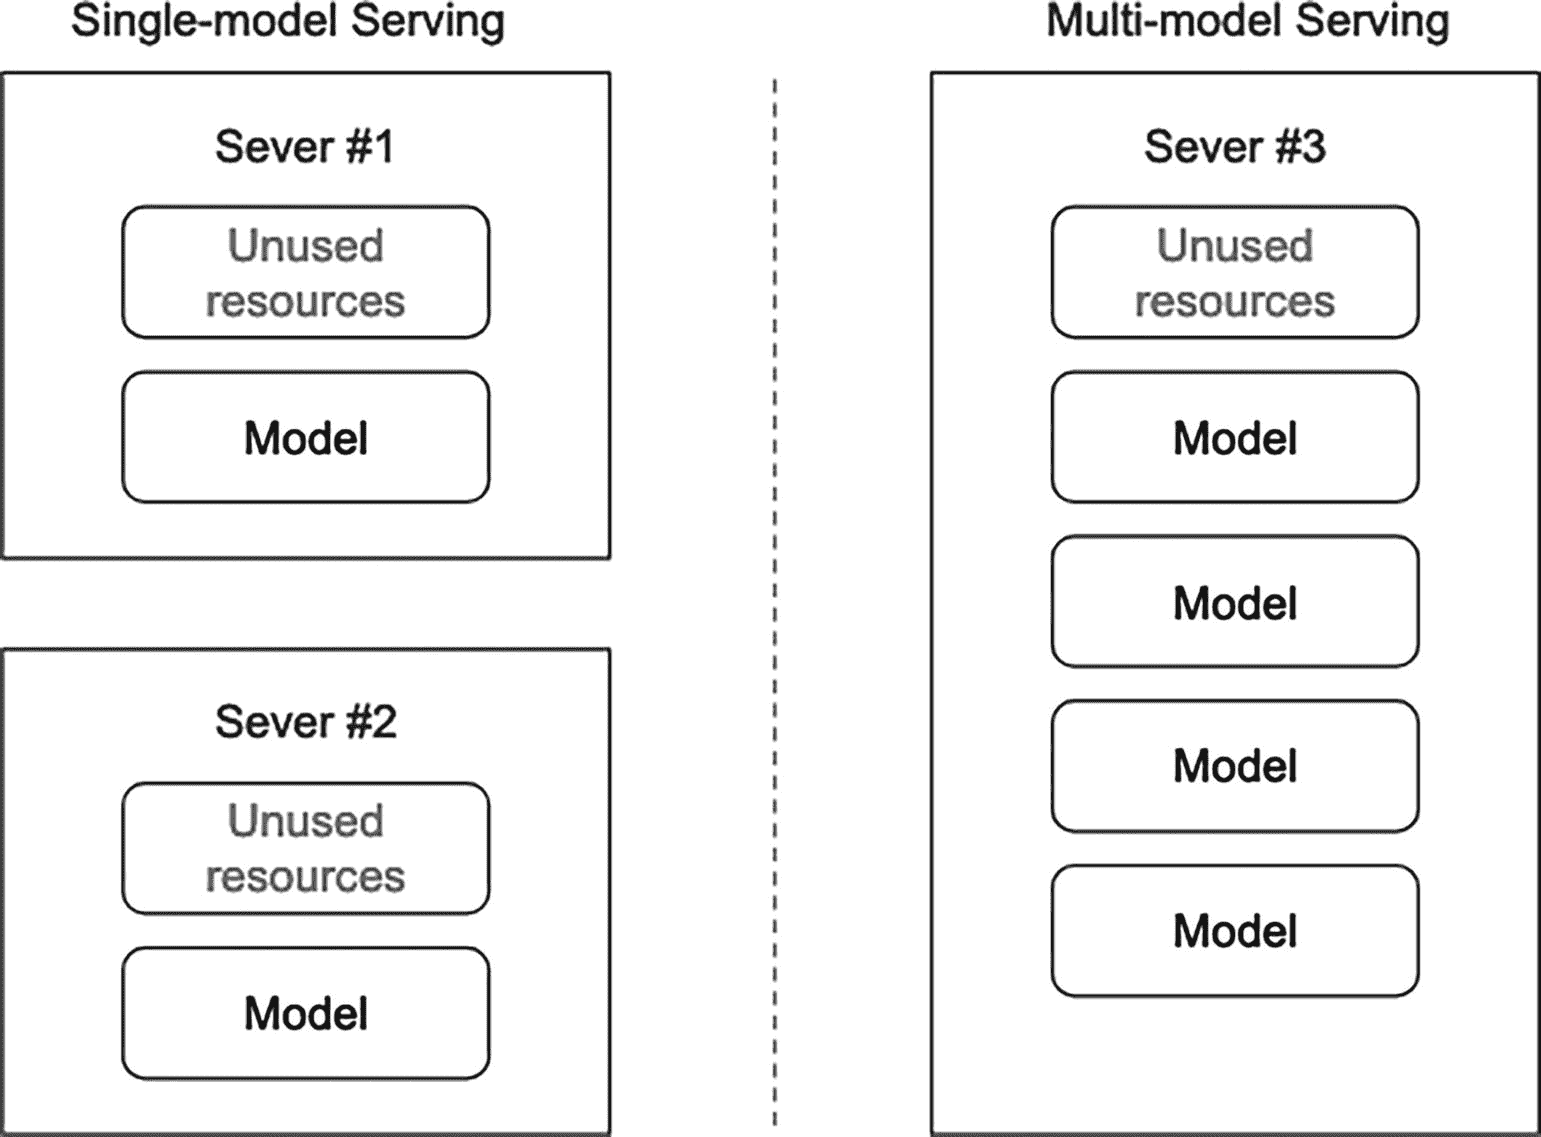 Single-model Serving
Sever #1
Unused
resources
Model
Sever #2
Unused
resources
Model
Multi-model Serving
Sever #3
Unused
resources
Model
Model
Model
Model